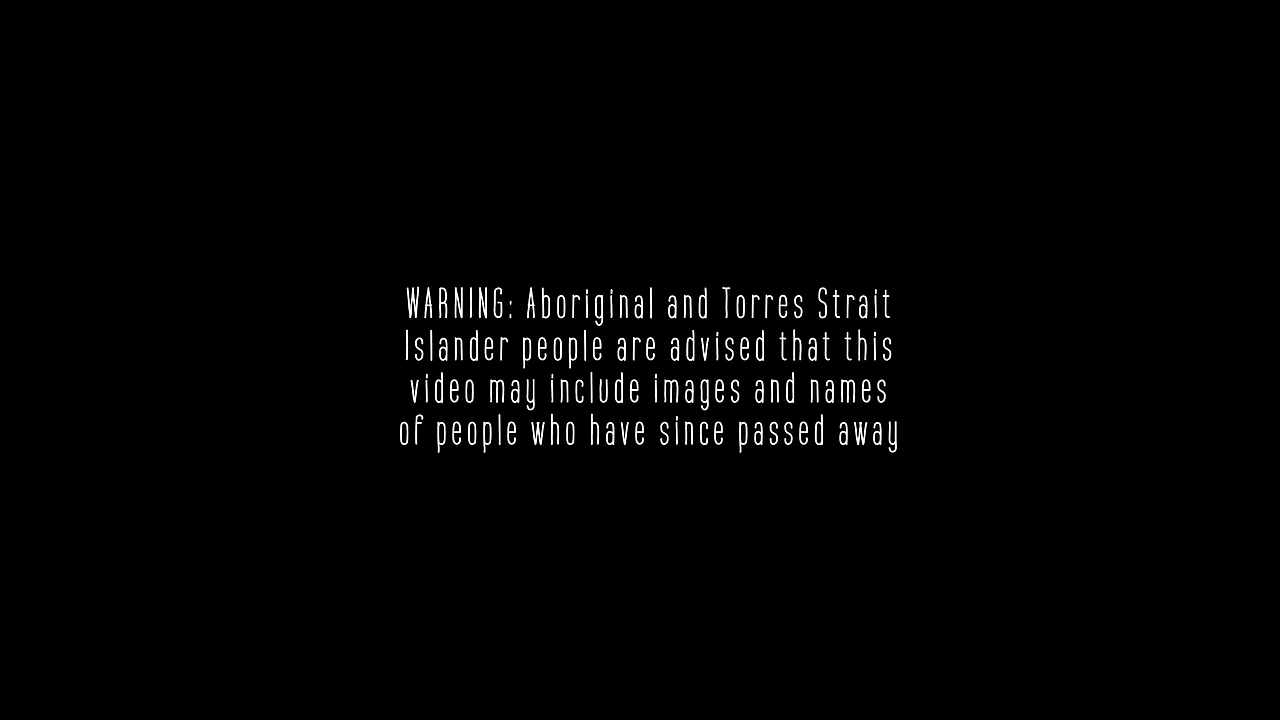 WARNING: Aboriginal and Torres Strait
Islander people are advised that this
video may include images and names
of people who have since passed away